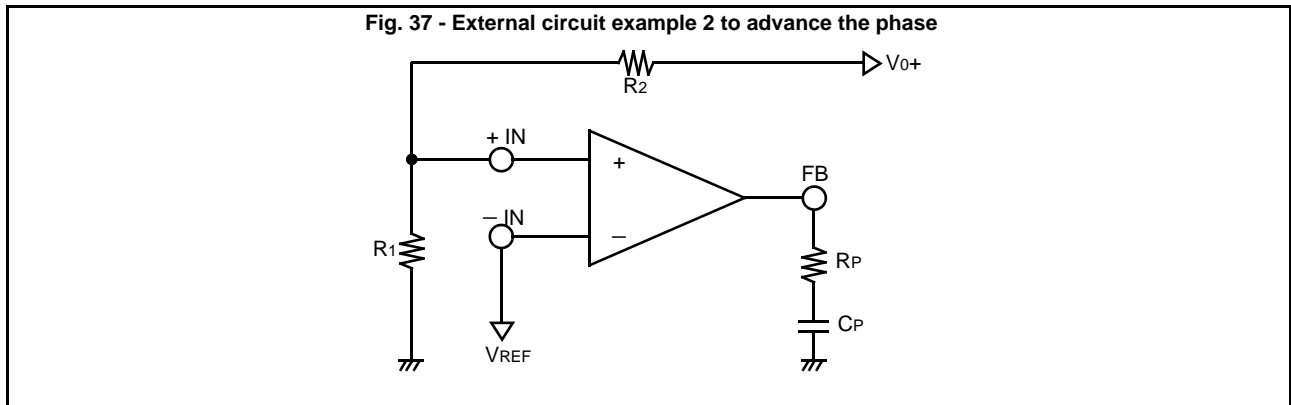 Fig. 37 - External circuit example 2 to advance the phase
V0+
R2
+ IN
+
FB
– IN
–
R1
RP
CP
VREF